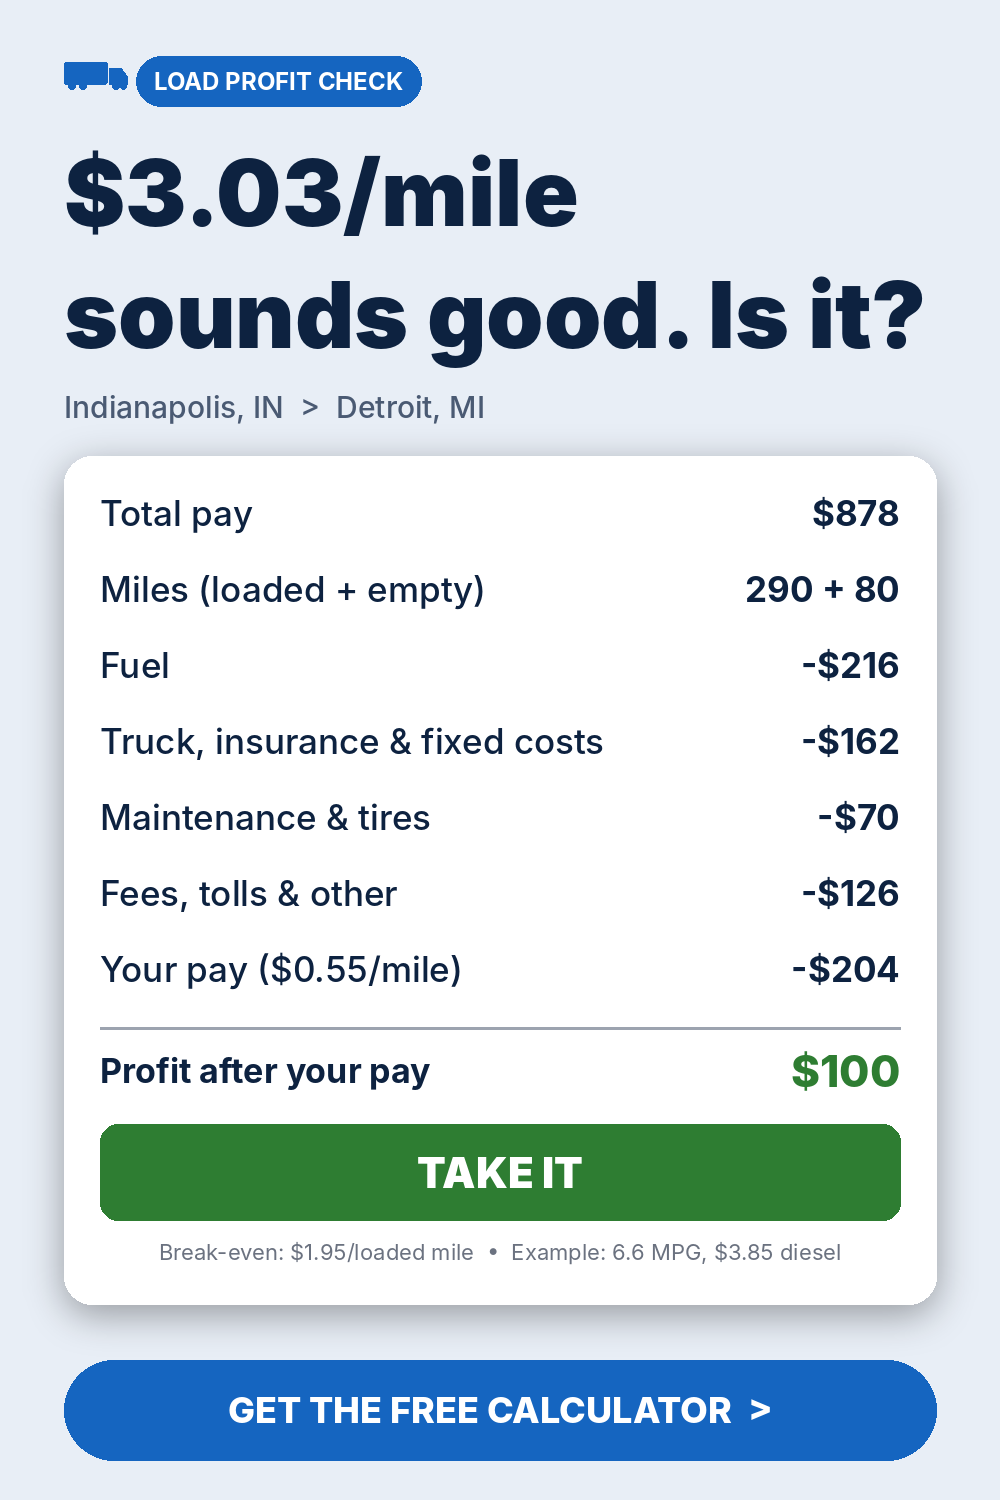 LOAD PROFIT CHECK
$3.03/mile
sounds good. Is it?
Indianapolis, IN > Detroit, MI
Total pay $878
Miles (loaded + empty) 290 + 80
Fuel -$216
Truck, insurance & fixed costs -$162
Maintenance & tires -$70
Fees, tolls & other -$126
Your pay ($0.55/mile) -$204
Profit after your pay $100
TAKE IT
Break-even: $1.95/loaded mile • Example: 6.6 MPG, $3.85 diesel
GET THE FREE CALCULATOR >